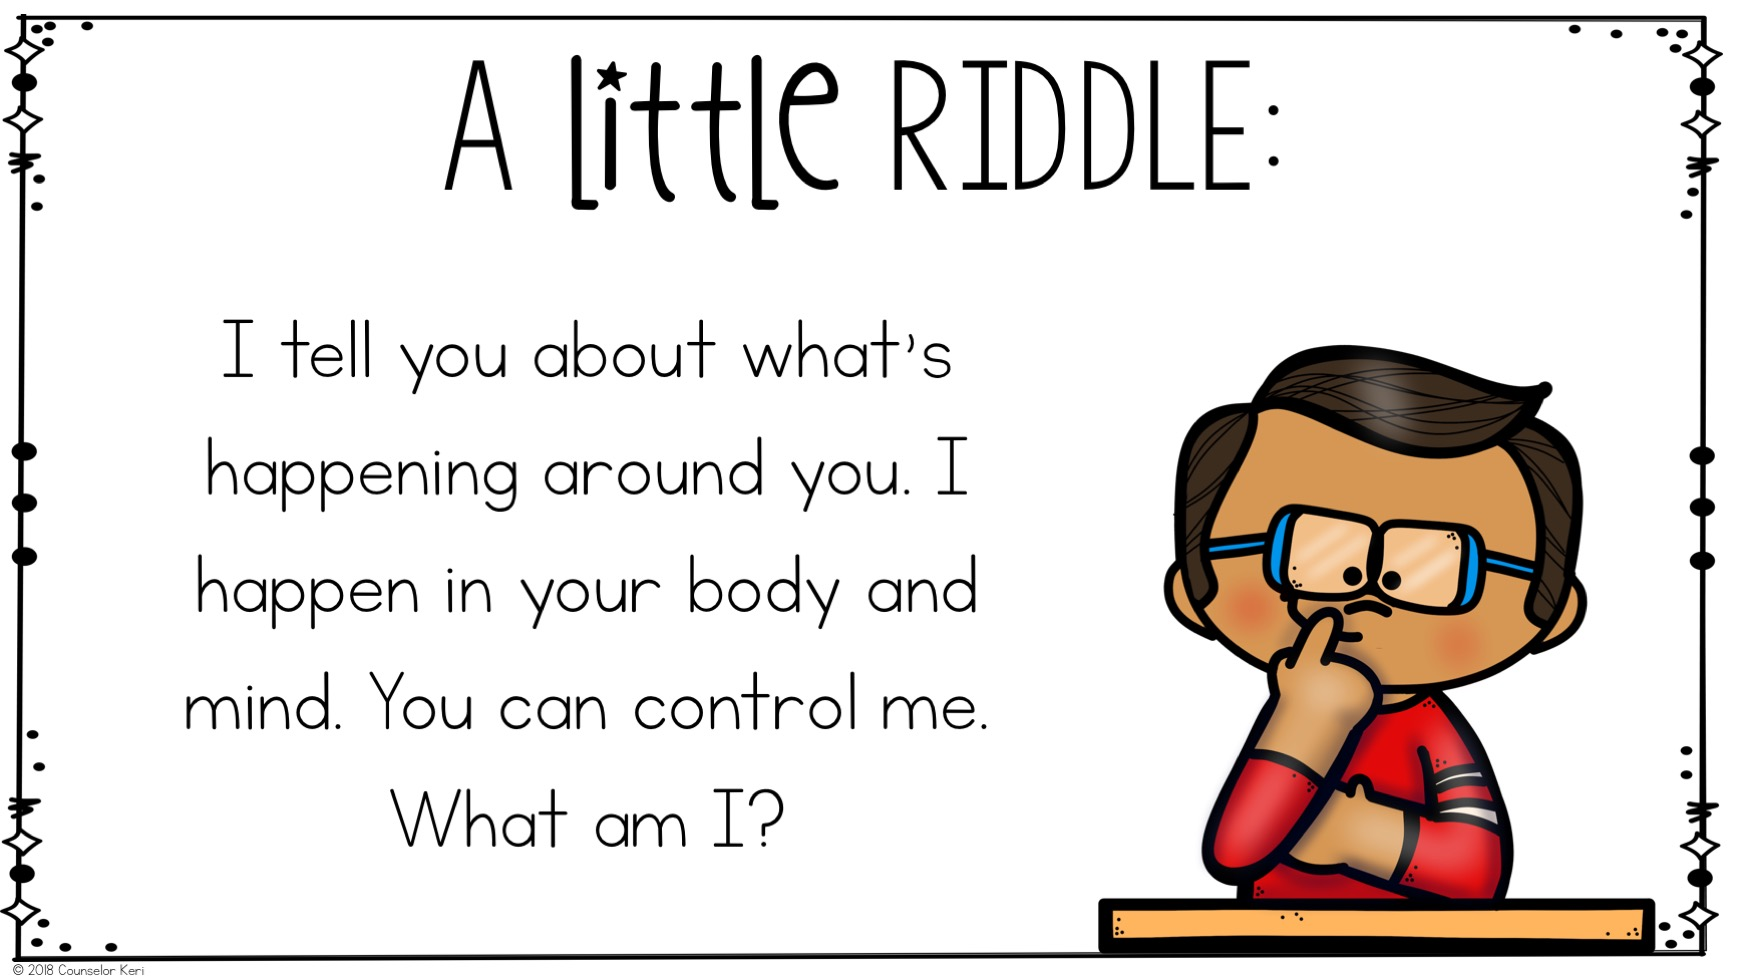 A little RIDDLE:
I tell you about what's
happening around you. I
happen in your body and
mind. You can control me.
What am I?
© 2018 Counselor Keri